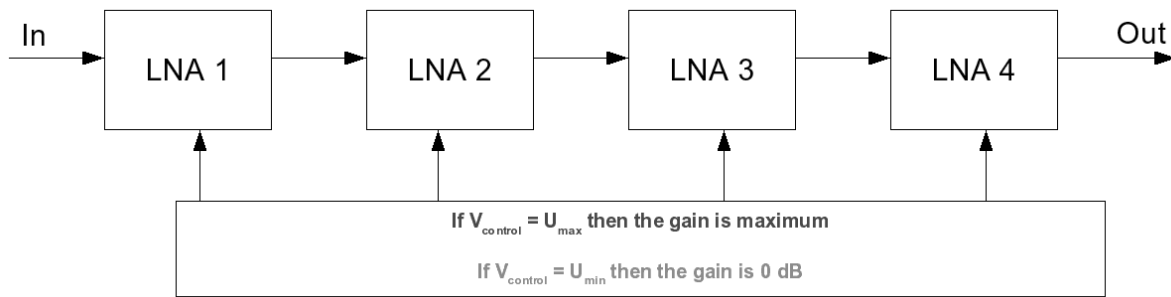 In
Out
LNA 1
LNA 2
LNA 3
LNA 4
If Vcontrol = Umax then the gain is maximum
If Vcontrol = Umin then the gain is 0 dB